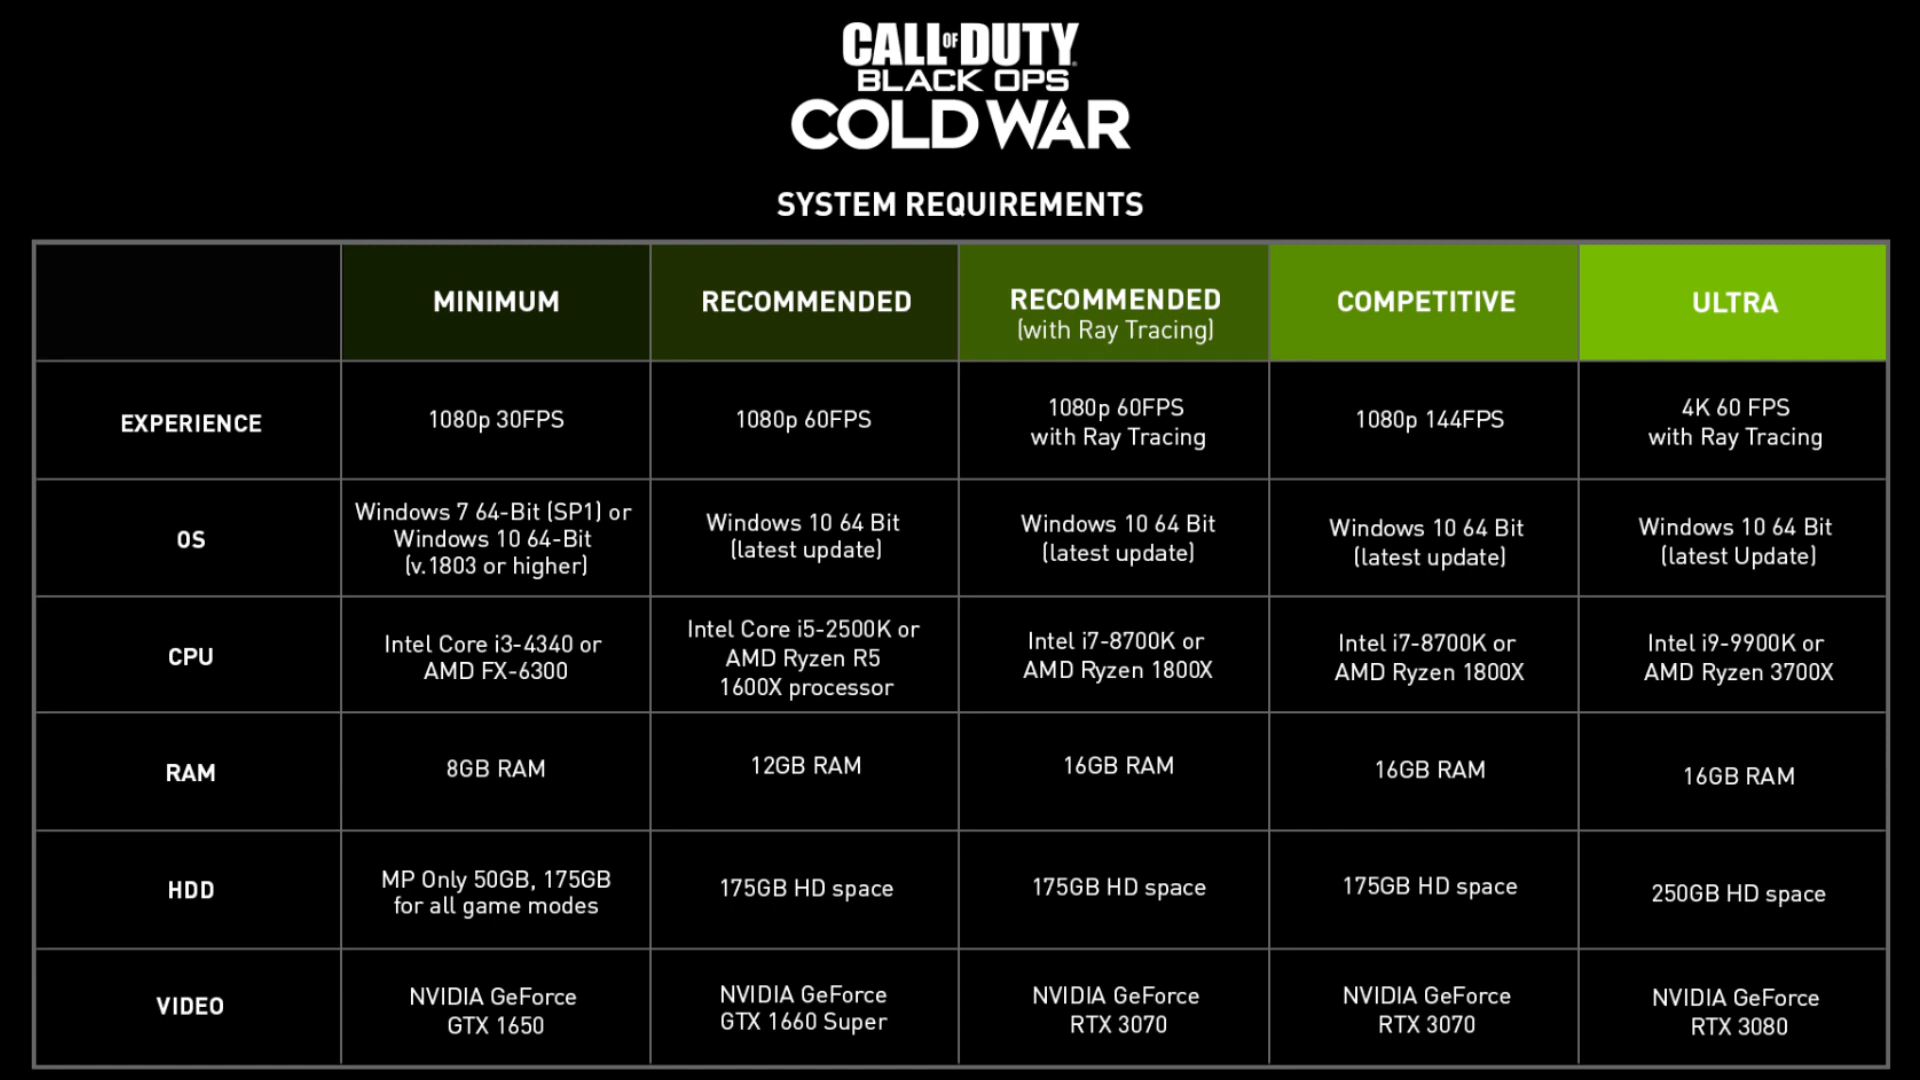 CALL OF DUTY
BLACK OPS
COLD WAR
SYSTEM REQUIREMENTS
MINIMUM
RECOMMENDED
RECOMMENDED
(with Ray Tracing)
COMPETITIVE
ULTRA
EXPERIENCE
1080p 30FPS
1080p 60FPS
1080p 60FPS
with Ray Tracing
1080p 144FPS
4K 60 FPS
with Ray Tracing
OS
Windows 7 64-Bit (SP1) or
Windows 10 64-Bit
(v.1803 or higher)
Windows 10 64 Bit
(latest update)
Windows 10 64 Bit
(latest update)
Windows 10 64 Bit
(latest update)
Windows 10 64 Bit
(latest Update)
CPU
Intel Core i3-4340 or
AMD FX-6300
Intel Core i5-2500K or
AMD Ryzen R5
1600X processor
Intel i7-8700K or
AMD Ryzen 1800X
Intel i7-8700K or
AMD Ryzen 1800X
Intel i9-9900K or
AMD Ryzen 3700X
RAM
8GB RAM
12GB RAM
16GB RAM
16GB RAM
16GB RAM
HDD
MP Only 50GB, 175GB
for all game modes
175GB HD space
175GB HD space
175GB HD space
250GB HD space
VIDEO
NVIDIA GeForce
GTX 1650
NVIDIA GeForce
GTX 1660 Super
NVIDIA GeForce
RTX 3070
NVIDIA GeForce
RTX 3070
NVIDIA GeForce
RTX 3080